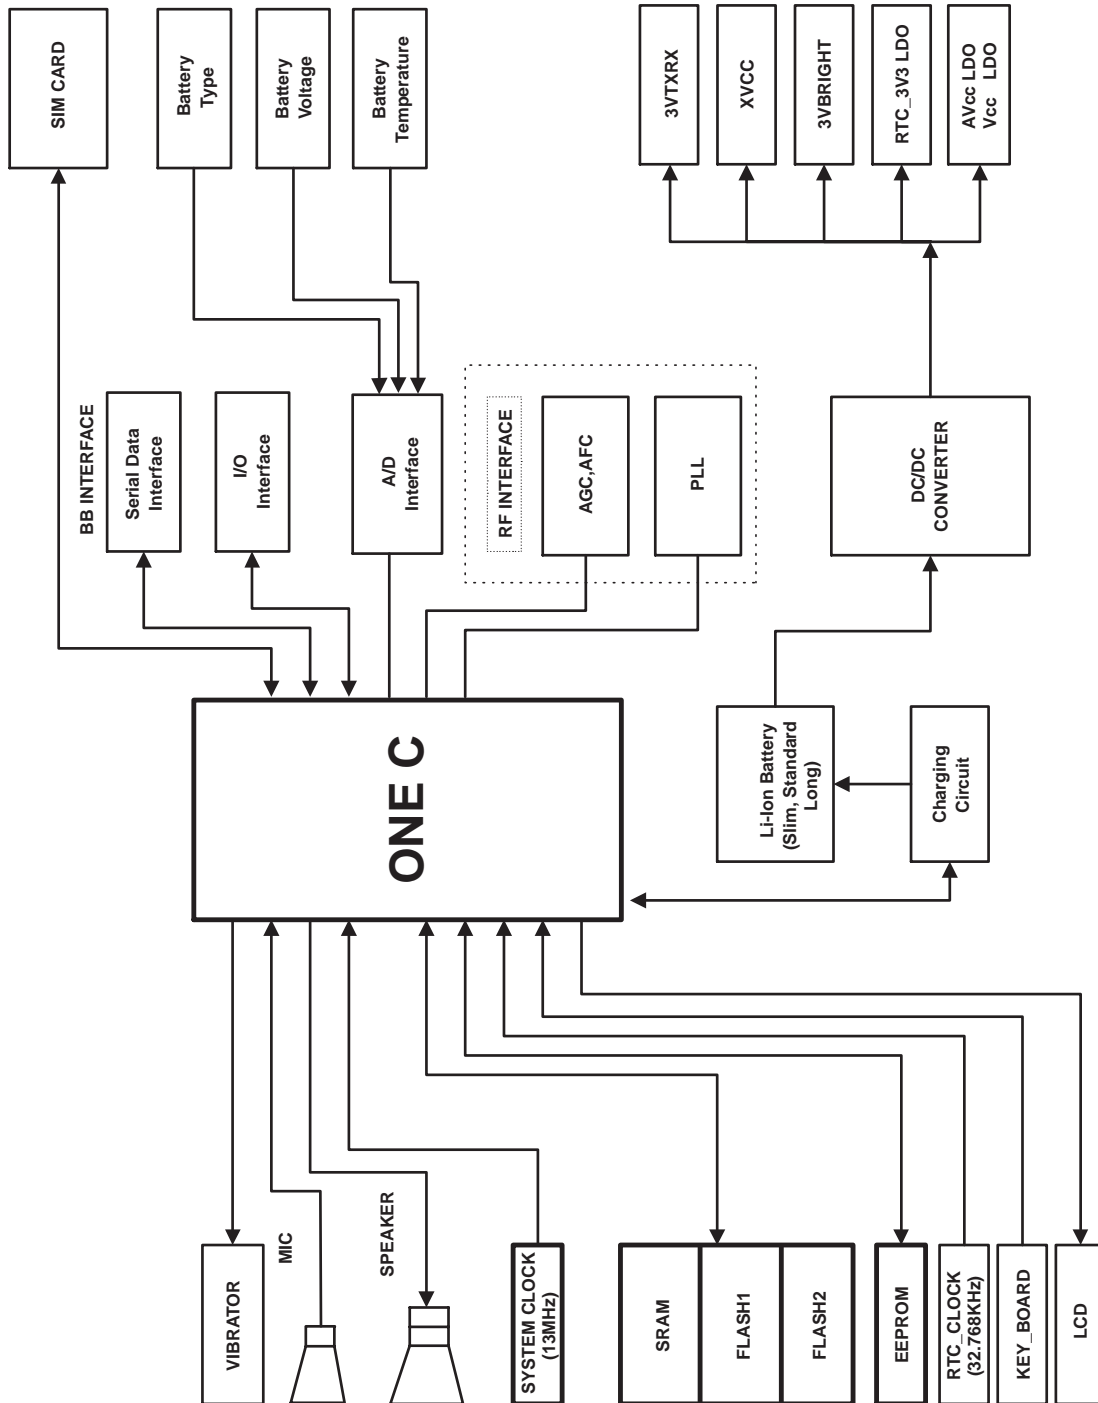 SIM CARD
Battery
Type
Battery
Voltage
Battery
Temperature
3VTXRX
XVCC
3VBRIGHT
RTC_3V3 LDO
AVcc LDO
Vcc LDO
BB INTERFACE
Serial Data
Interface
I/O
Interface
A/D
Interface
RF INTERFACE
AGC,AFC
PLL
DC/DC
CONVERTER
ONE C
Li-Ion Battery
(Slim, Standard
Long)
Charging
Circuit
VIBRATOR
MIC
SPEAKER
SYSTEM CLOCK
(13MHz)
SRAM
FLASH1
FLASH2
EEPROM
RTC_CLOCK
(32.768KHz)
KEY_BOARD
LCD